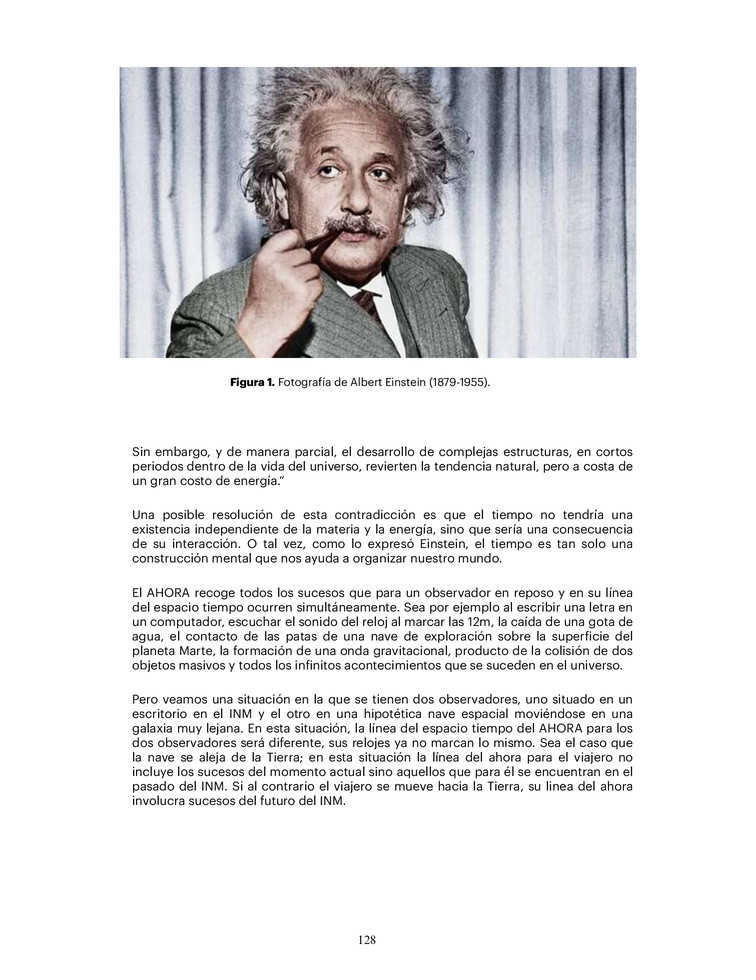 Figura 1. Fotografía de Albert Einstein (1879-1955).
Sin embargo, y de manera parcial, el desarrollo de complejas estructuras, en cortos
periodos dentro de la vida del universo, revierten la tendencia natural, pero a costa de
un gran costo de energía.”
Una posible resolución de esta contradicción es que el tiempo no tendría una
existencia independiente de la materia y la energía, sino que sería una consecuencia
de su interacción. O tal vez, como lo expresó Einstein, el tiempo es tan solo una
construcción mental que nos ayuda a organizar nuestro mundo.
El AHORA recoge todos los sucesos que para un observador en reposo y en su línea
del espacio tiempo ocurren simultáneamente. Sea por ejemplo al escribir una letra en
un computador, escuchar el sonido del reloj al marcar las 12m, la caída de una gota de
agua, el contacto de las patas de una nave de exploración sobre la superficie del
planeta Marte, la formación de una onda gravitacional, producto de la colisión de dos
objetos masivos y todos los infinitos acontecimientos que se suceden en el universo.
Pero veamos una situación en la que se tienen dos observadores, uno situado en un
escritorio en el INM y el otro en una hipotética nave espacial moviéndose en una
galaxia muy lejana. En esta situación, la línea del espacio tiempo del AHORA para los
dos observadores será diferente, sus relojes ya no marcan lo mismo. Sea el caso que
la nave se aleja de la Tierra; en esta situación la línea del ahora para el viajero no
incluye los sucesos del momento actual sino aquellos que para él se encuentran en el
pasado del INM. Si al contrario el viajero se mueve hacia la Tierra, su linea del ahora
involucra sucesos del futuro del INM.
128